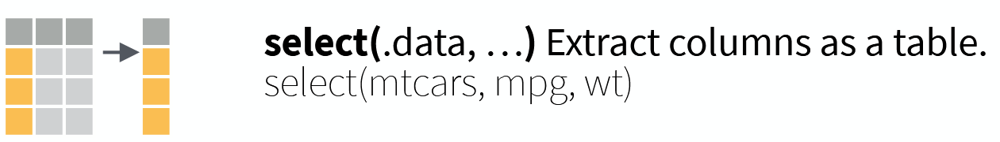 select(.data, …) Extract columns as a table.
select(mtcars, mpg, wt)